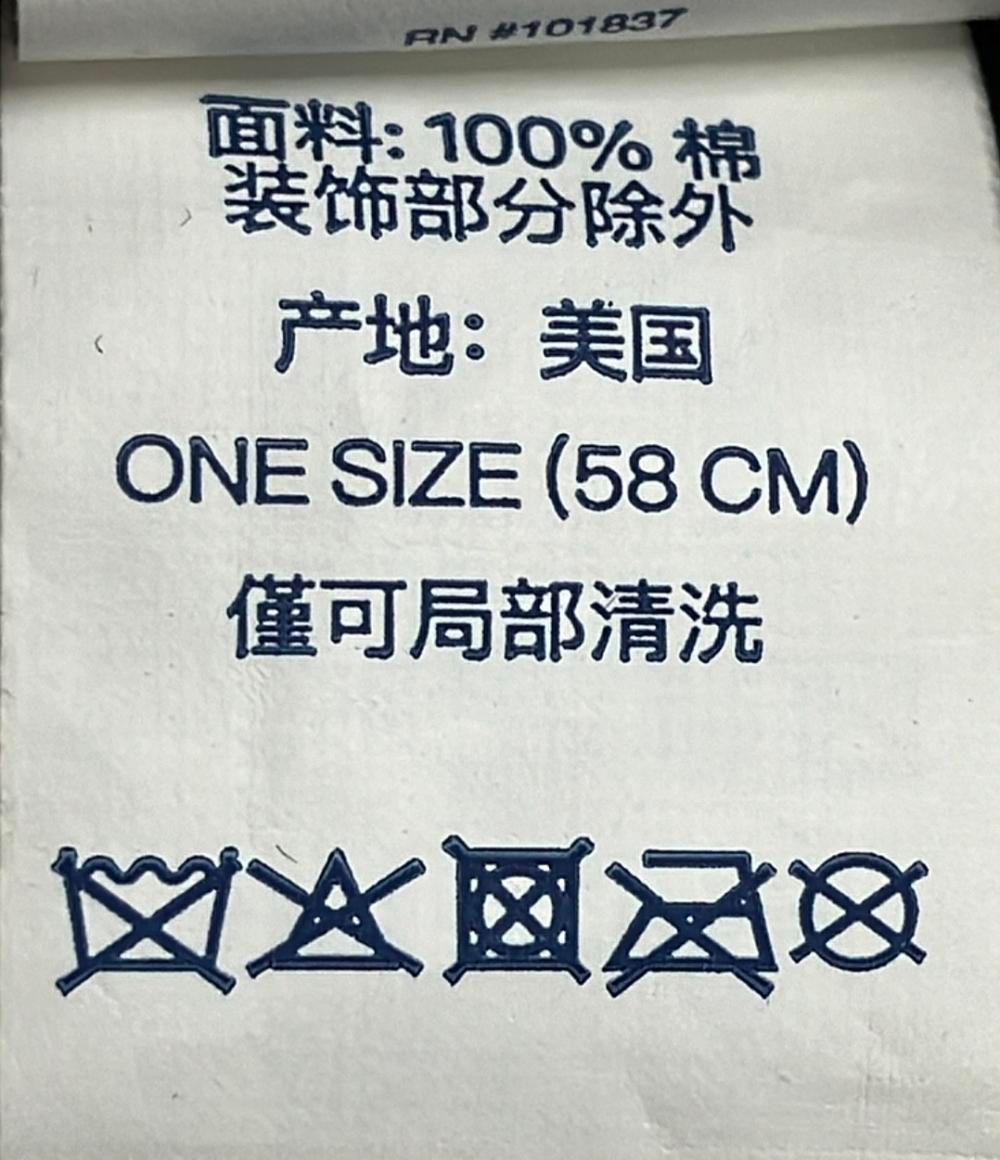 RN #101837
面料: 100% 棉
装饰部分除外
产地：美国
ONE SIZE (58 CM)
僅可局部清洗